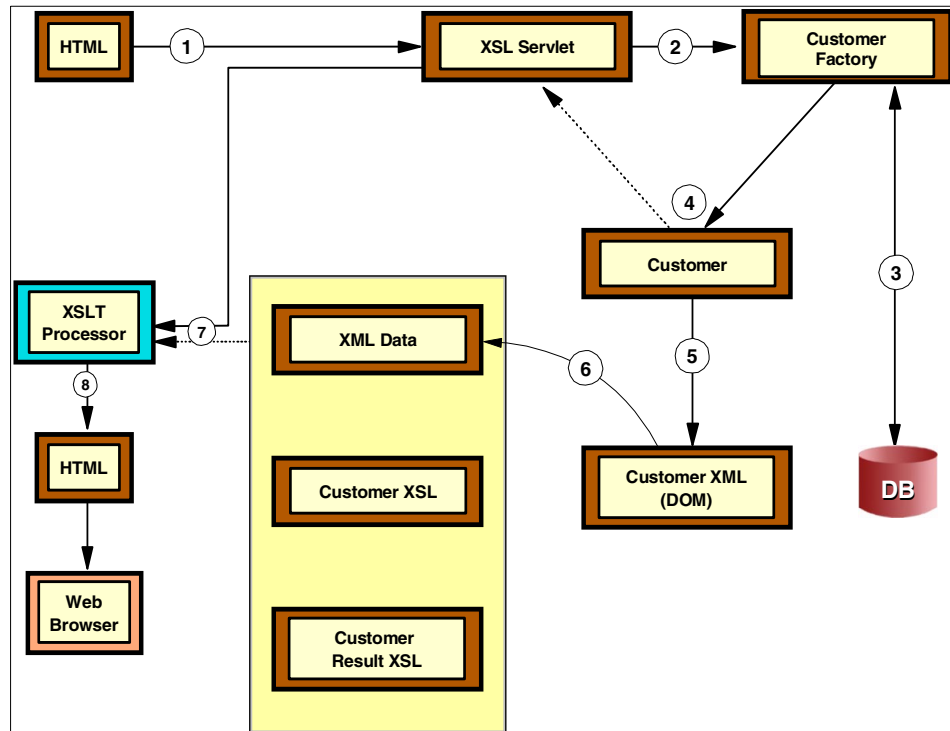 HTML
1
XSL Servlet
2
Customer
Factory
4
Customer
3
XSLT
Processor
7
XML Data
5
6
8
HTML
Customer XSL
Customer XML
(DOM)
DB
Web
Browser
Customer
Result XSL